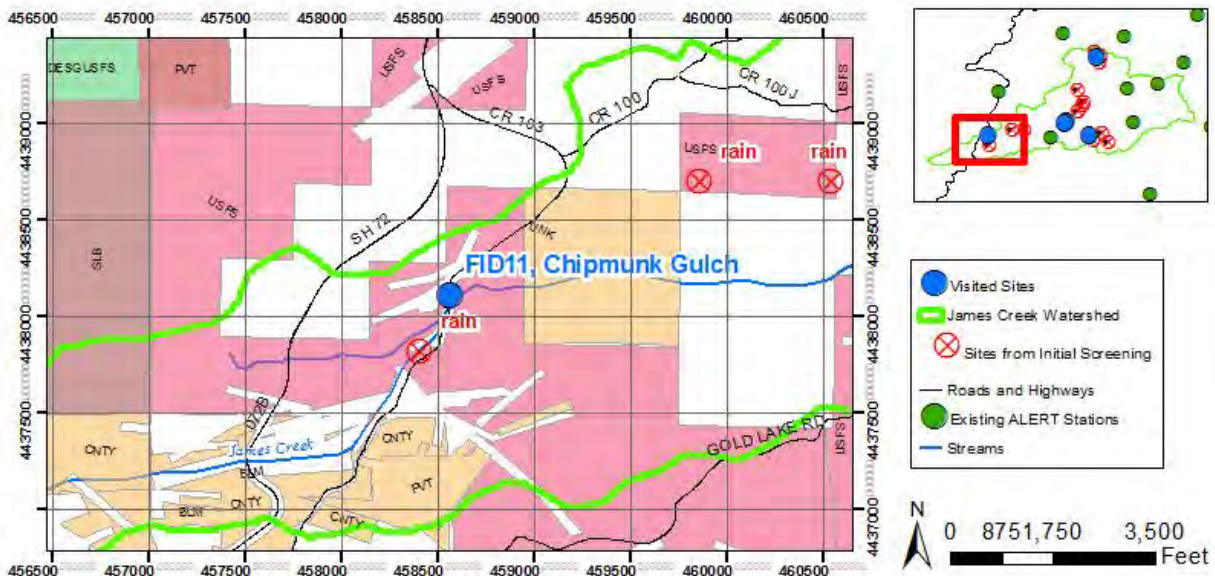 456500 457000 457500 458000 458500 459000 459500 460000 460500
4439000
4438500
4438000
4437500
4437000
DESGUSFS
PVT
USFS
USFS
CR 103
CR 100
CR 100 J
USFS
USFS
rain
rain
SLB
USFS
SH 72
UNK
FID11, Chipmunk Gulch
rain
CNTY
James Creek
BLM
CNTY
BLM
CNTY
CNTY
PVT
GOLD LAKE RD
USFS
4439000
4438500
4438000
4437500
4437000
456500 457000 457500 458000 458500 459000 459500 460000 460500
Visited Sites
James Creek Watershed
Sites from Initial Screening
Roads and Highways
Existing ALERT Stations
Streams
N
0 8751,750 3,500
Feet